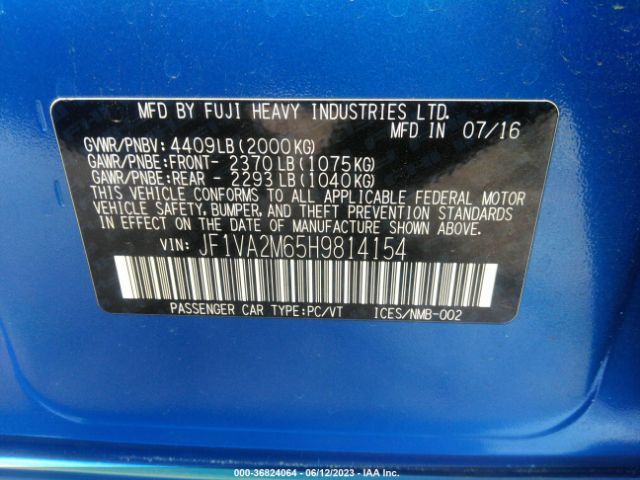 MFD BY FUJI HEAVY INDUSTRIES LTD.
MFD IN 07/16
GVWR/PNBV: 4409LB(2000KG)
GAWR/PNBE:FRONT- 2370LB(1075KG)
GAWR/PNBE:REAR - 2293LB(1040KG)
THIS VEHICLE CONFORMS TO ALL APPLICABLE FEDERAL MOTOR
VEHICLE SAFETY, BUMPER, AND THEFT PREVENTION STANDARDS
IN EFFECT ON THE DATE OF MANUFACTURE SHOWN ABOVE.
VIN: JF1VA2M65H9814154
PASSENGER CAR TYPE:PC/VT ICES/NMB-002
000-36824064 - 06/12/2023 - IAA Inc.